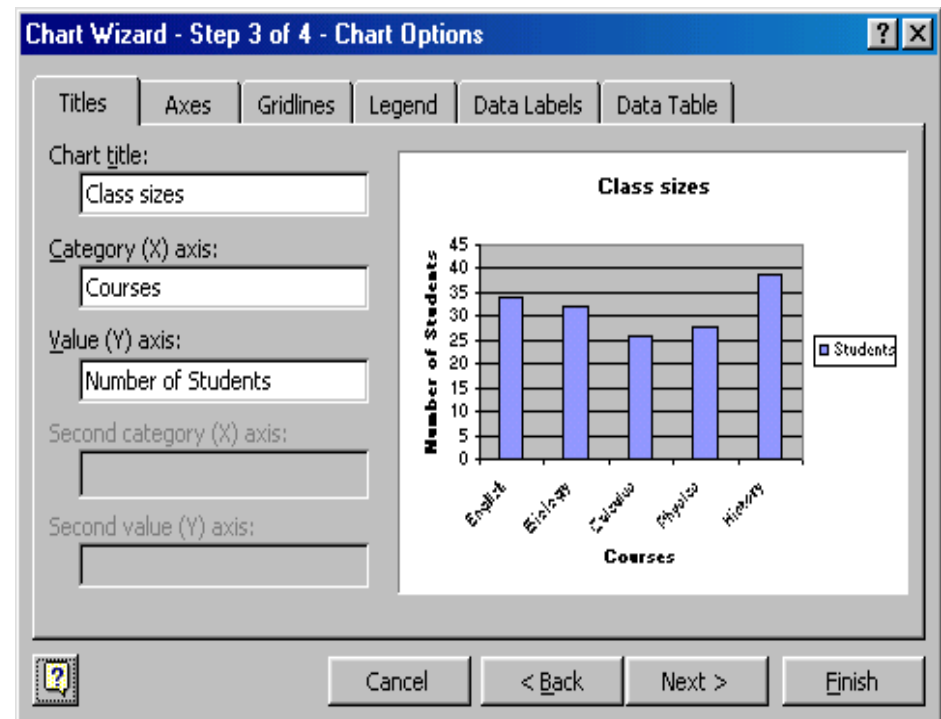 Chart Wizard - Step 3 of 4 - Chart Options
? X
Titles Axes Gridlines Legend Data Labels Data Table
Chart title:
Class sizes
Category (X) axis:
Courses
Value (Y) axis:
Number of Students
Second category (X) axis:
Second value (Y) axis:
Class sizes
Number of Students
45
40
35
30
25
20
15
10
5
0
English Biology Calculus Physics History
Courses
Students
?
Cancel < Back Next > Finish